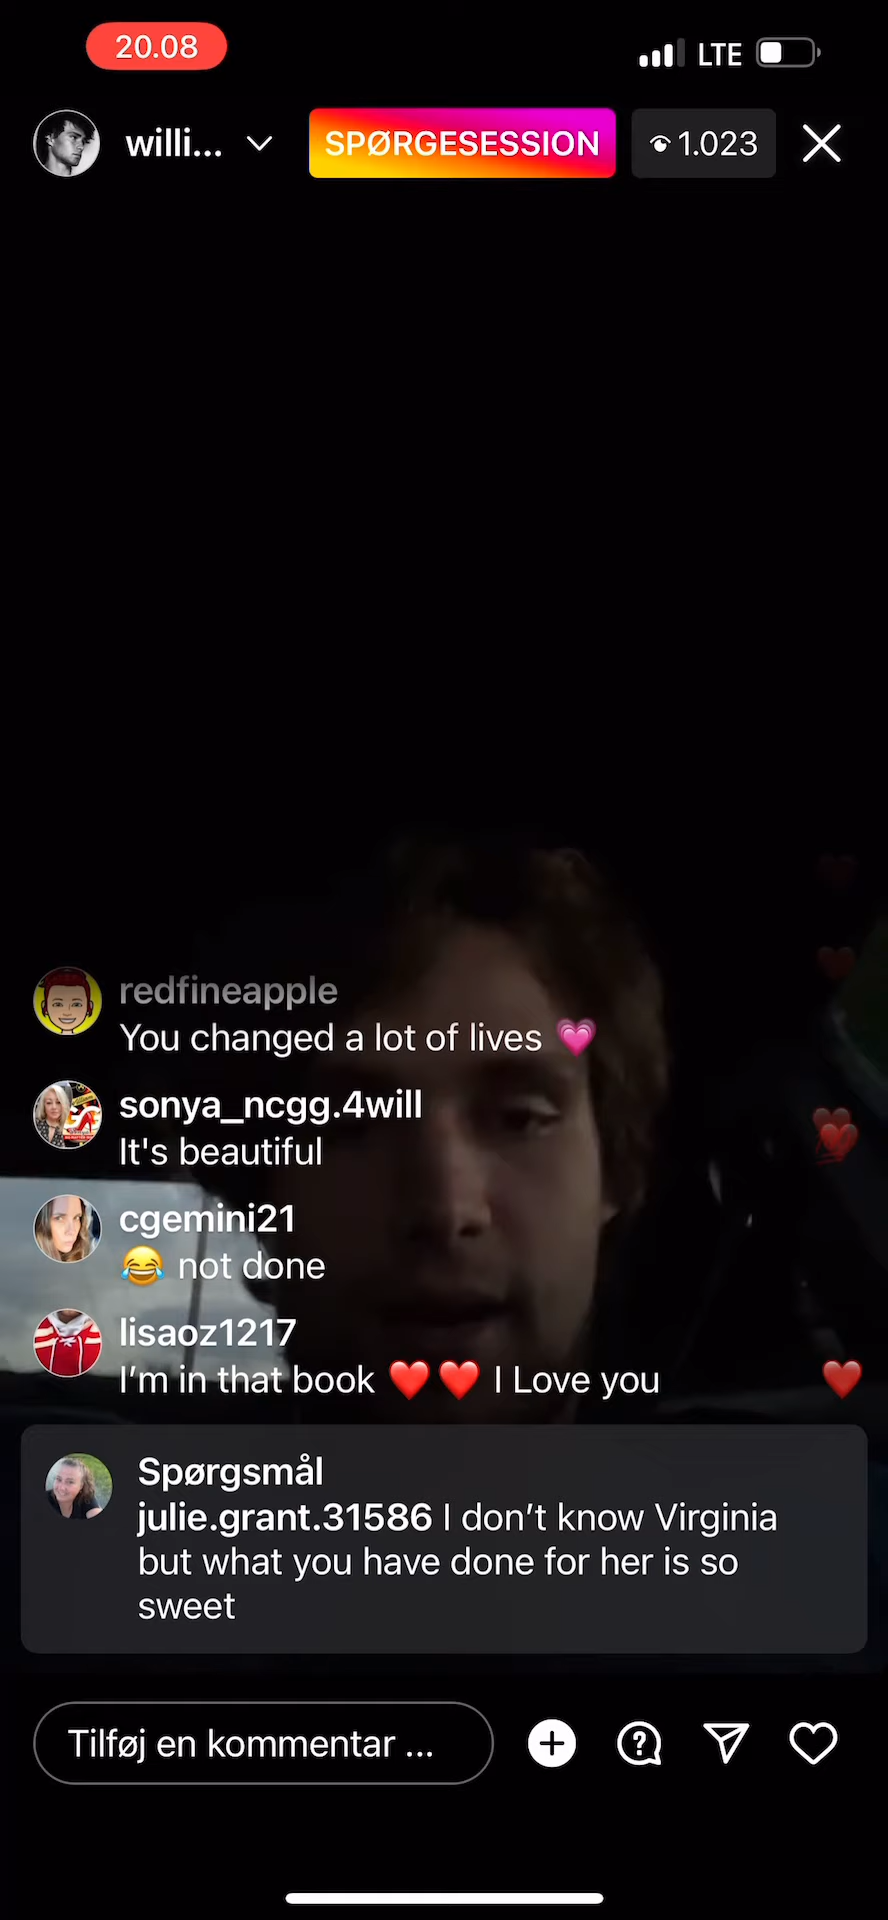 20.08
LTE
willi...
SPØRGESESSION
1.023
redfineapple
You changed a lot of lives 💗
sonya_ncgg.4will
It's beautiful
cgemini21
😂 not done
lisaoz1217
I’m in that book ❤️❤️ I Love you
Spørgsmål
julie.grant.31586 I don’t know Virginia
but what you have done for her is so
sweet
Tilføj en kommentar ...